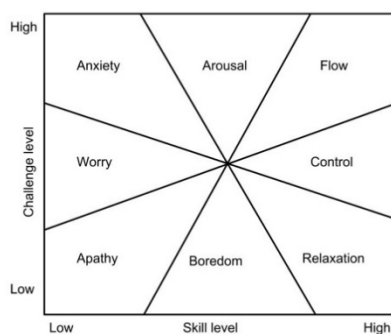 High
Anxiety
Arousal
Flow
Challenge level
Worry
Control
Apathy
Boredom
Relaxation
Low
Low
Skill level
High